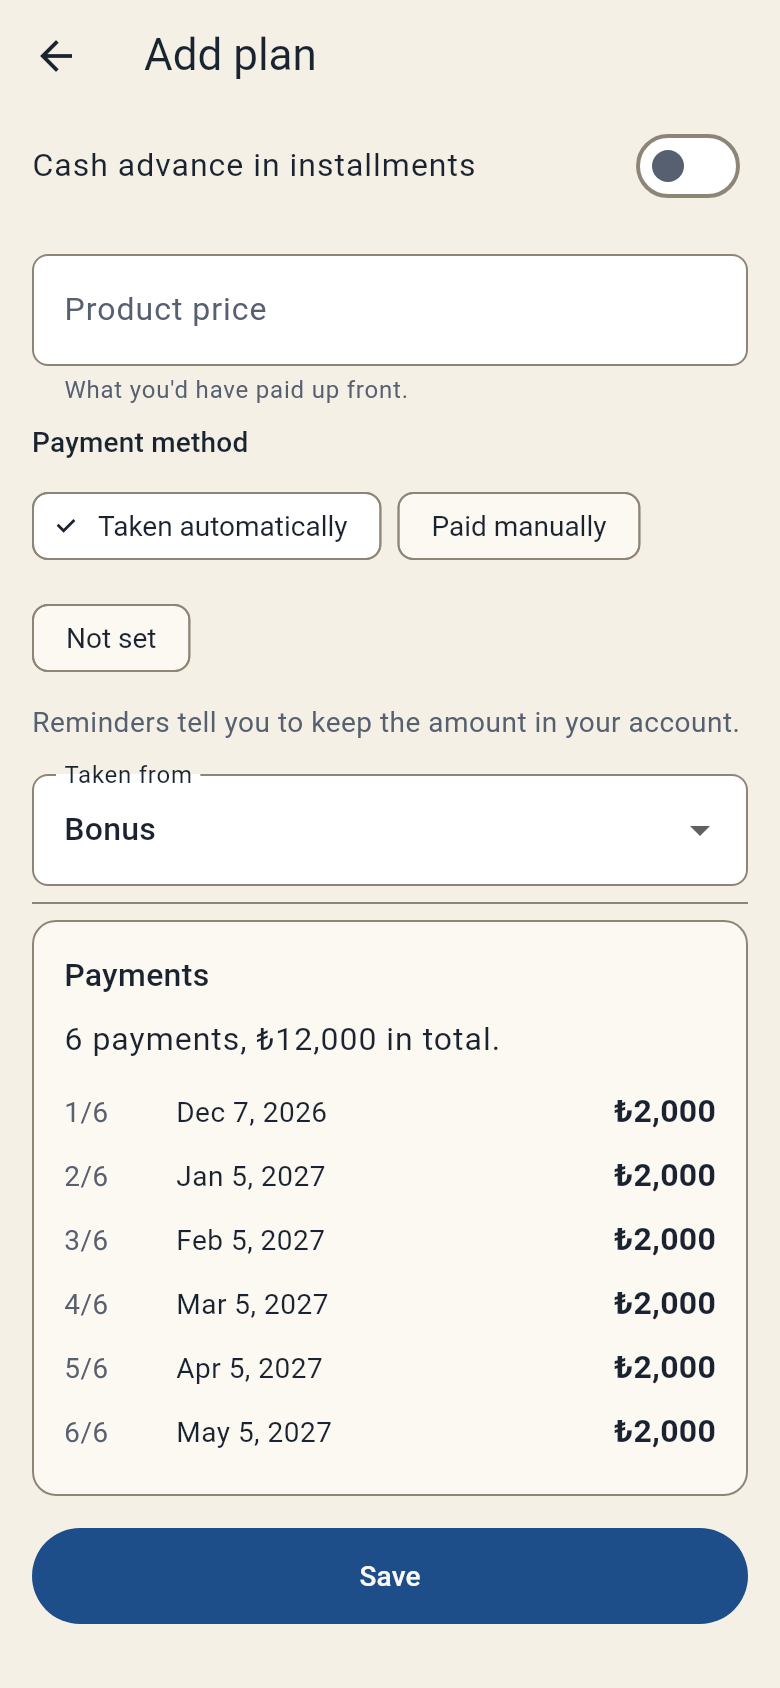 Add plan
Cash advance in installments
Product price
What you'd have paid up front.
Payment method
Taken automatically
Paid manually
Not set
Reminders tell you to keep the amount in your account.
Taken from
Bonus
Payments
6 payments, ₺12,000 in total.
1/6 Dec 7, 2026 ₺2,000
2/6 Jan 5, 2027 ₺2,000
3/6 Feb 5, 2027 ₺2,000
4/6 Mar 5, 2027 ₺2,000
5/6 Apr 5, 2027 ₺2,000
6/6 May 5, 2027 ₺2,000
Save